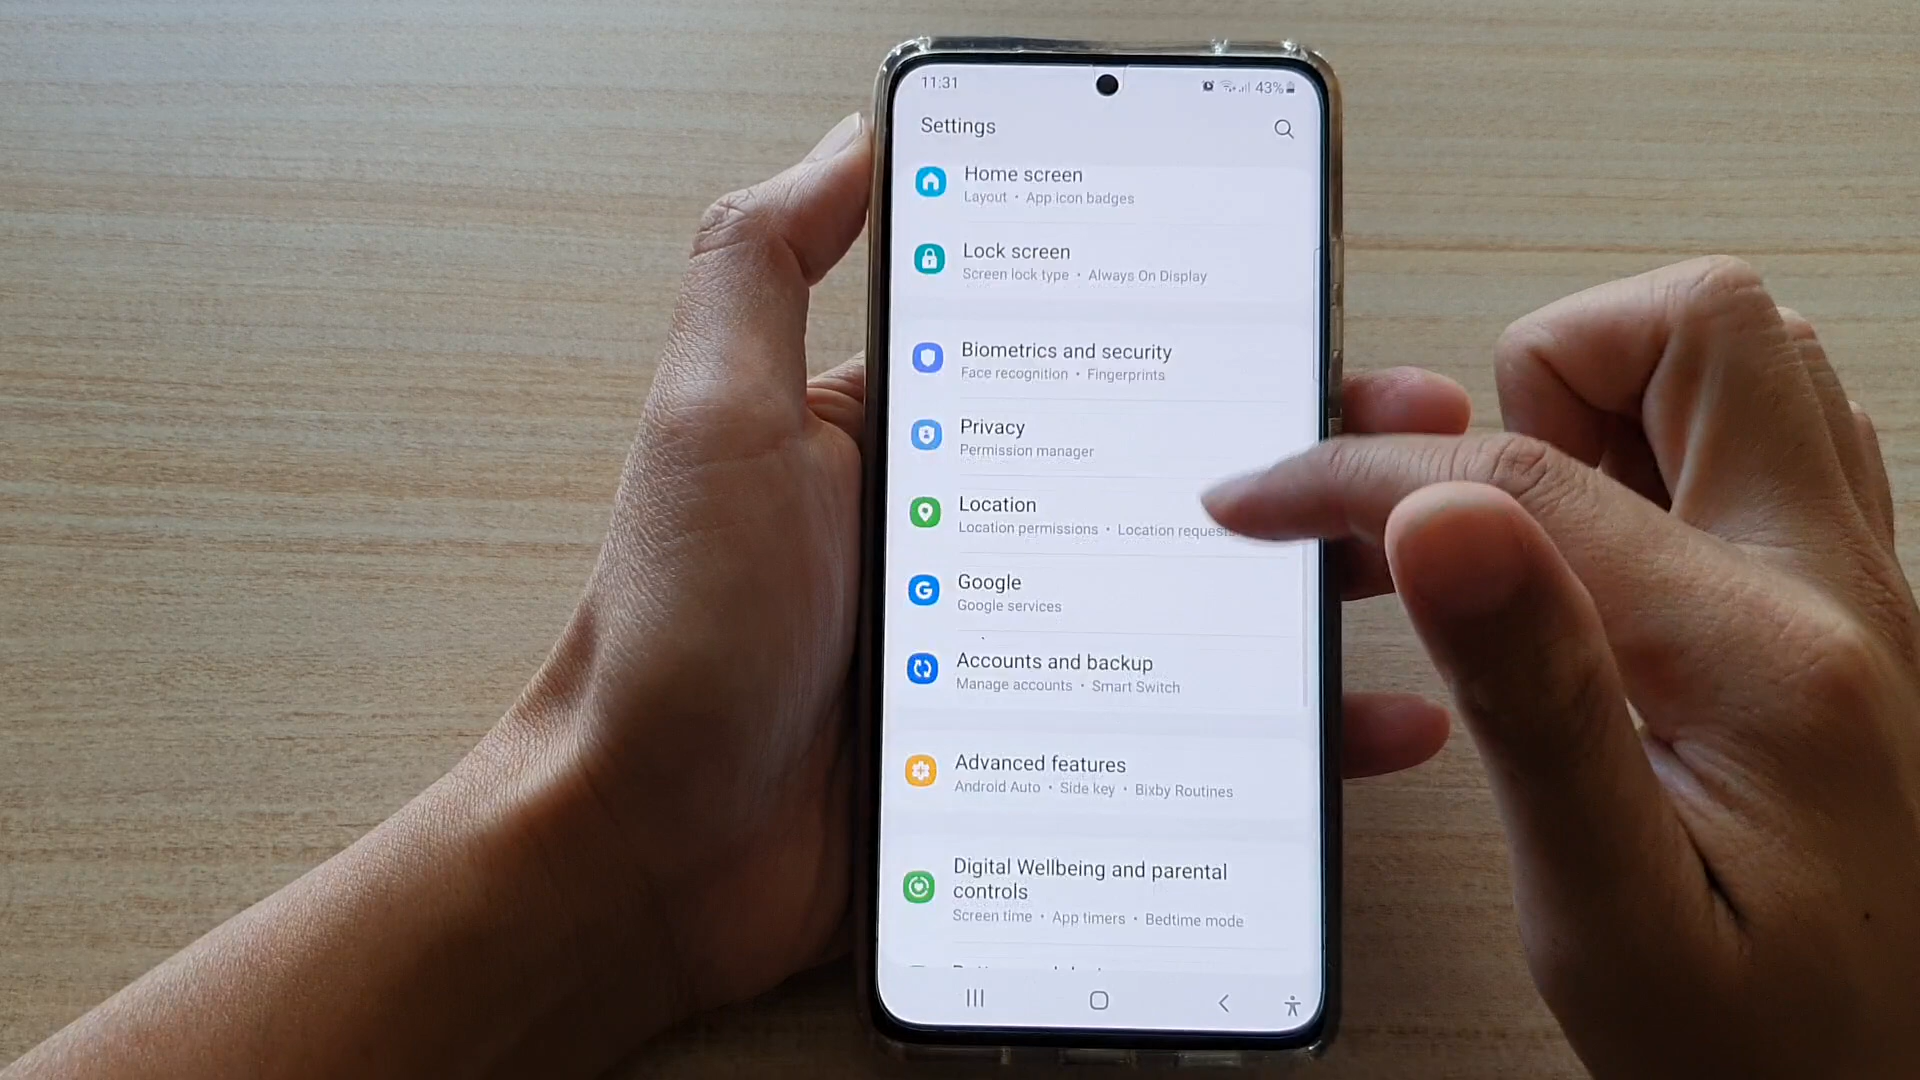 11:31
43%
Settings
Home screen
Layout • App icon badges
Lock screen
Screen lock type • Always On Display
Biometrics and security
Face recognition • Fingerprints
Privacy
Permission manager
Location
Location permissions • Location requests
Google
Google services
Accounts and backup
Manage accounts • Smart Switch
Advanced features
Android Auto • Side key • Bixby Routines
Digital Wellbeing and parental
controls
Screen time • App timers • Bedtime mode